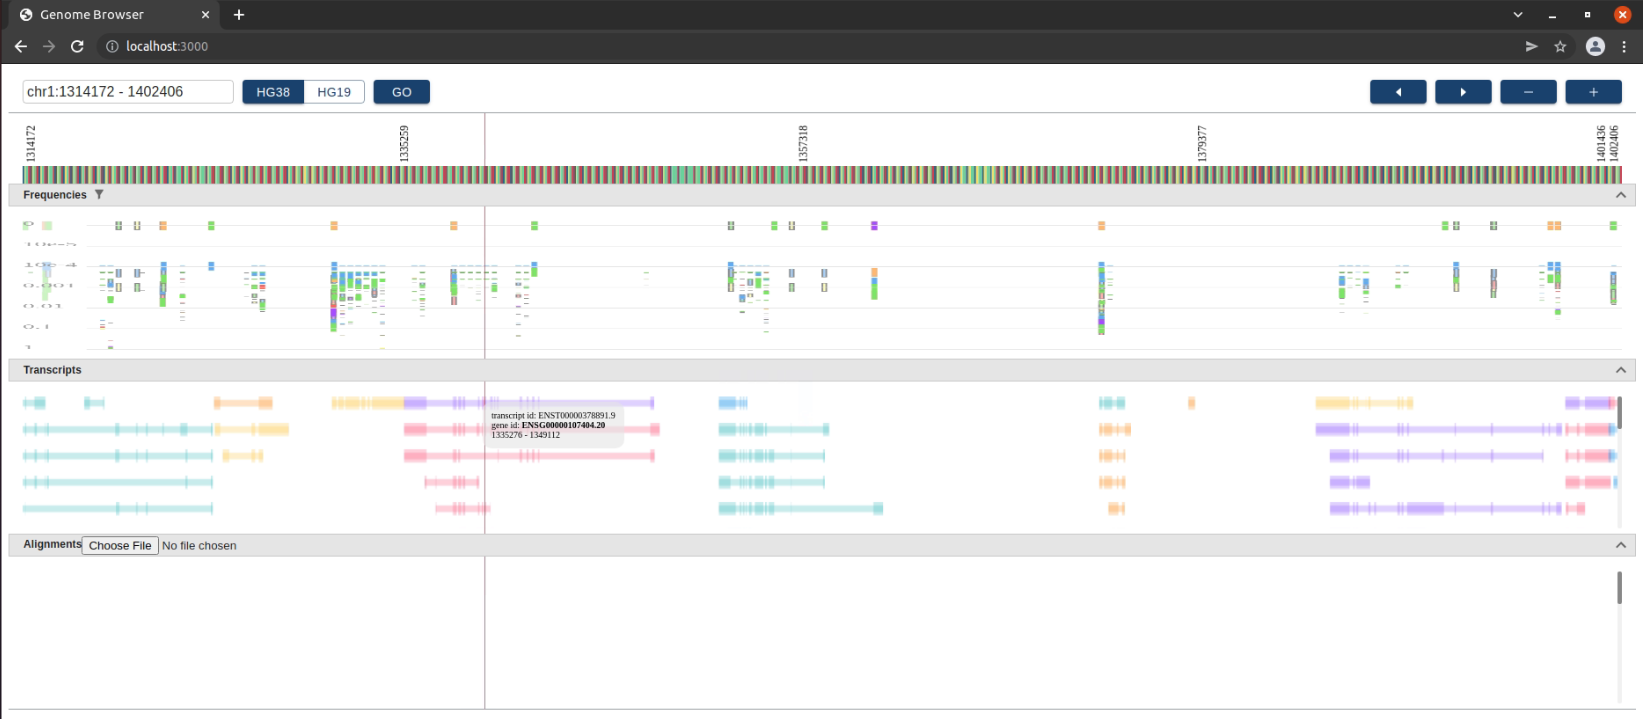 Genome Browser
localhost:3000
chr1:1314172 - 1402406
HG38
HG19
GO
1314172
1335259
1357318
1379377
1401436
1402406
Frequencies
0
10e-5
10e-4
0.001
0.01
0.1
1
Transcripts
transcript id: ENST00000378891.9
gene id: ENSG00000107404.20
1335276 - 1349112
Alignments
Choose File
No file chosen